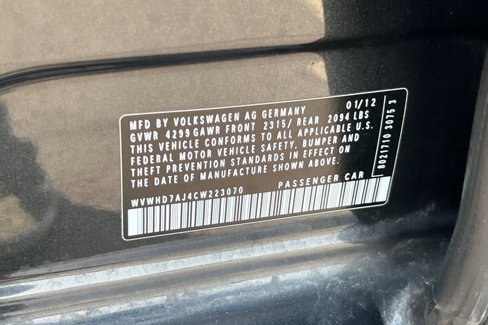 MFD BY VOLKSWAGEN AG GERMANY 01/12
GVWR 4299 GAWR FRONT 2315/ REAR 2094 LBS
THIS VEHICLE CONFORMS TO ALL APPLICABLE U.S.
FEDERAL MOTOR VEHICLE SAFETY, BUMPER AND
THEFT PREVENTION STANDARDS IN EFFECT ON
THE DATE OF MANUFACTURE SHOWN ABOVE.
WVWHD7AJ4CW223070 PASSENGER CAR
8021710 3075 3